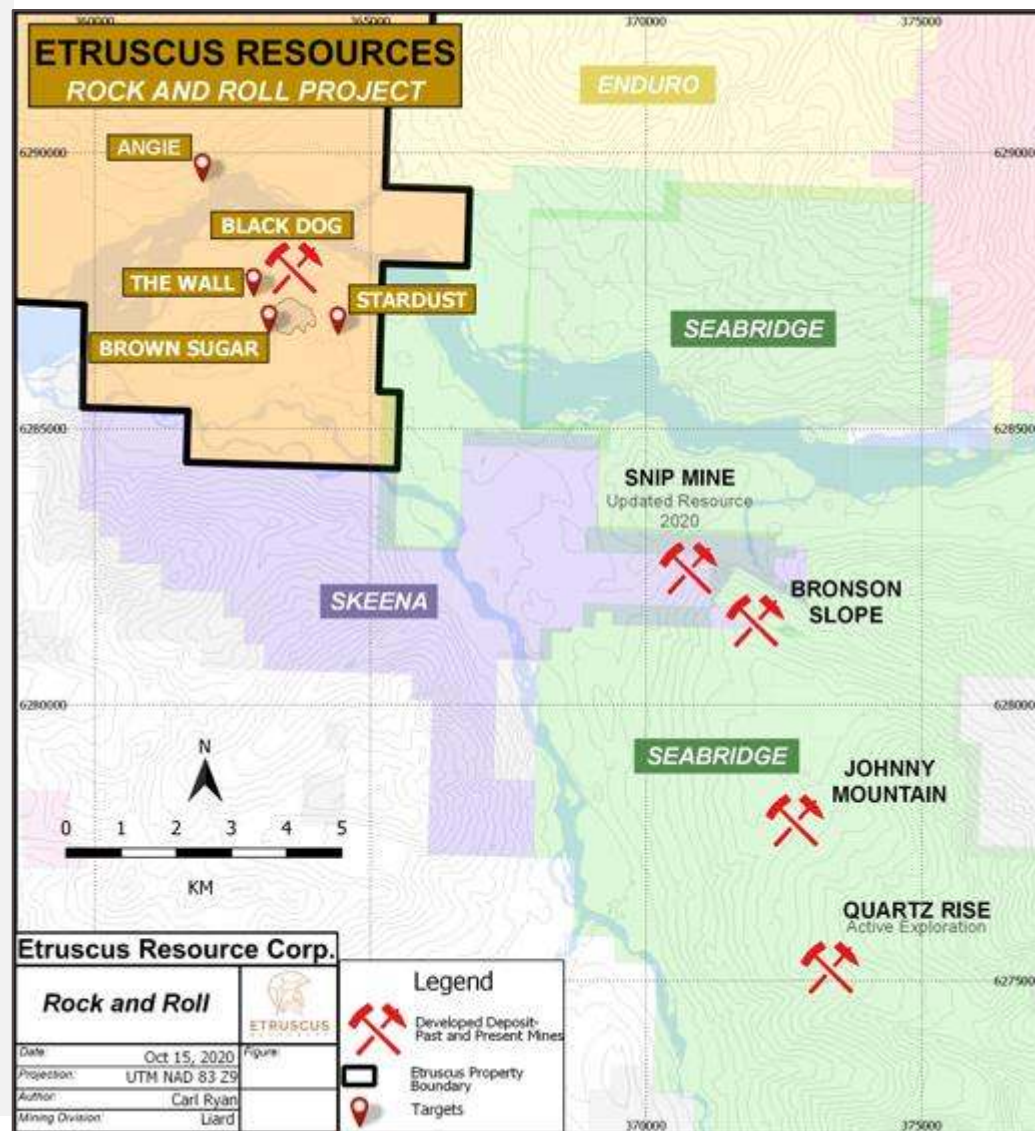 360000
365000
370000
375000
ETRUSCUS RESOURCES
ROCK AND ROLL PROJECT
ENDURO
6290000
6290000
ANGIE
BLACK DOG
THE WALL
STARDUST
BROWN SUGAR
SEABRIDGE
6285000
6285000
SNIP MINE
Updated Resource
2020
SKEENA
BRONSON
SLOPE
6280000
6280000
SEABRIDGE
JOHNNY
MOUNTAIN
N
0 1 2 3 4 5
KM
QUARTZ RISE
Active Exploration
6275000
Etruscus Resource Corp.
Rock and Roll
ETRUSCUS
Date: Oct 15, 2020
Figure:
Projection: UTM NAD 83 Z9
Author: Carl Ryan
Mining Division: Liard
Legend
Developed Deposit-
Past and Present Mines
Etruscus Property
Boundary
Targets
370000
375000